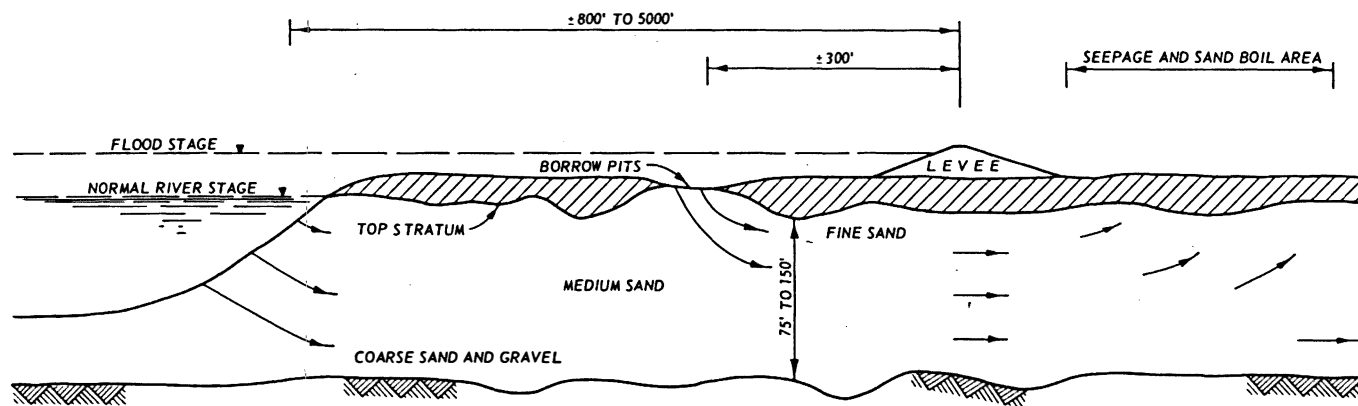 ±800' TO 5000'
±300'
SEEPAGE AND SAND BOIL AREA
FLOOD STAGE
BORROW PITS
LEVEE
NORMAL RIVER STAGE
TOP STRATUM
FINE SAND
MEDIUM SAND
75' TO 150'
COARSE SAND AND GRAVEL